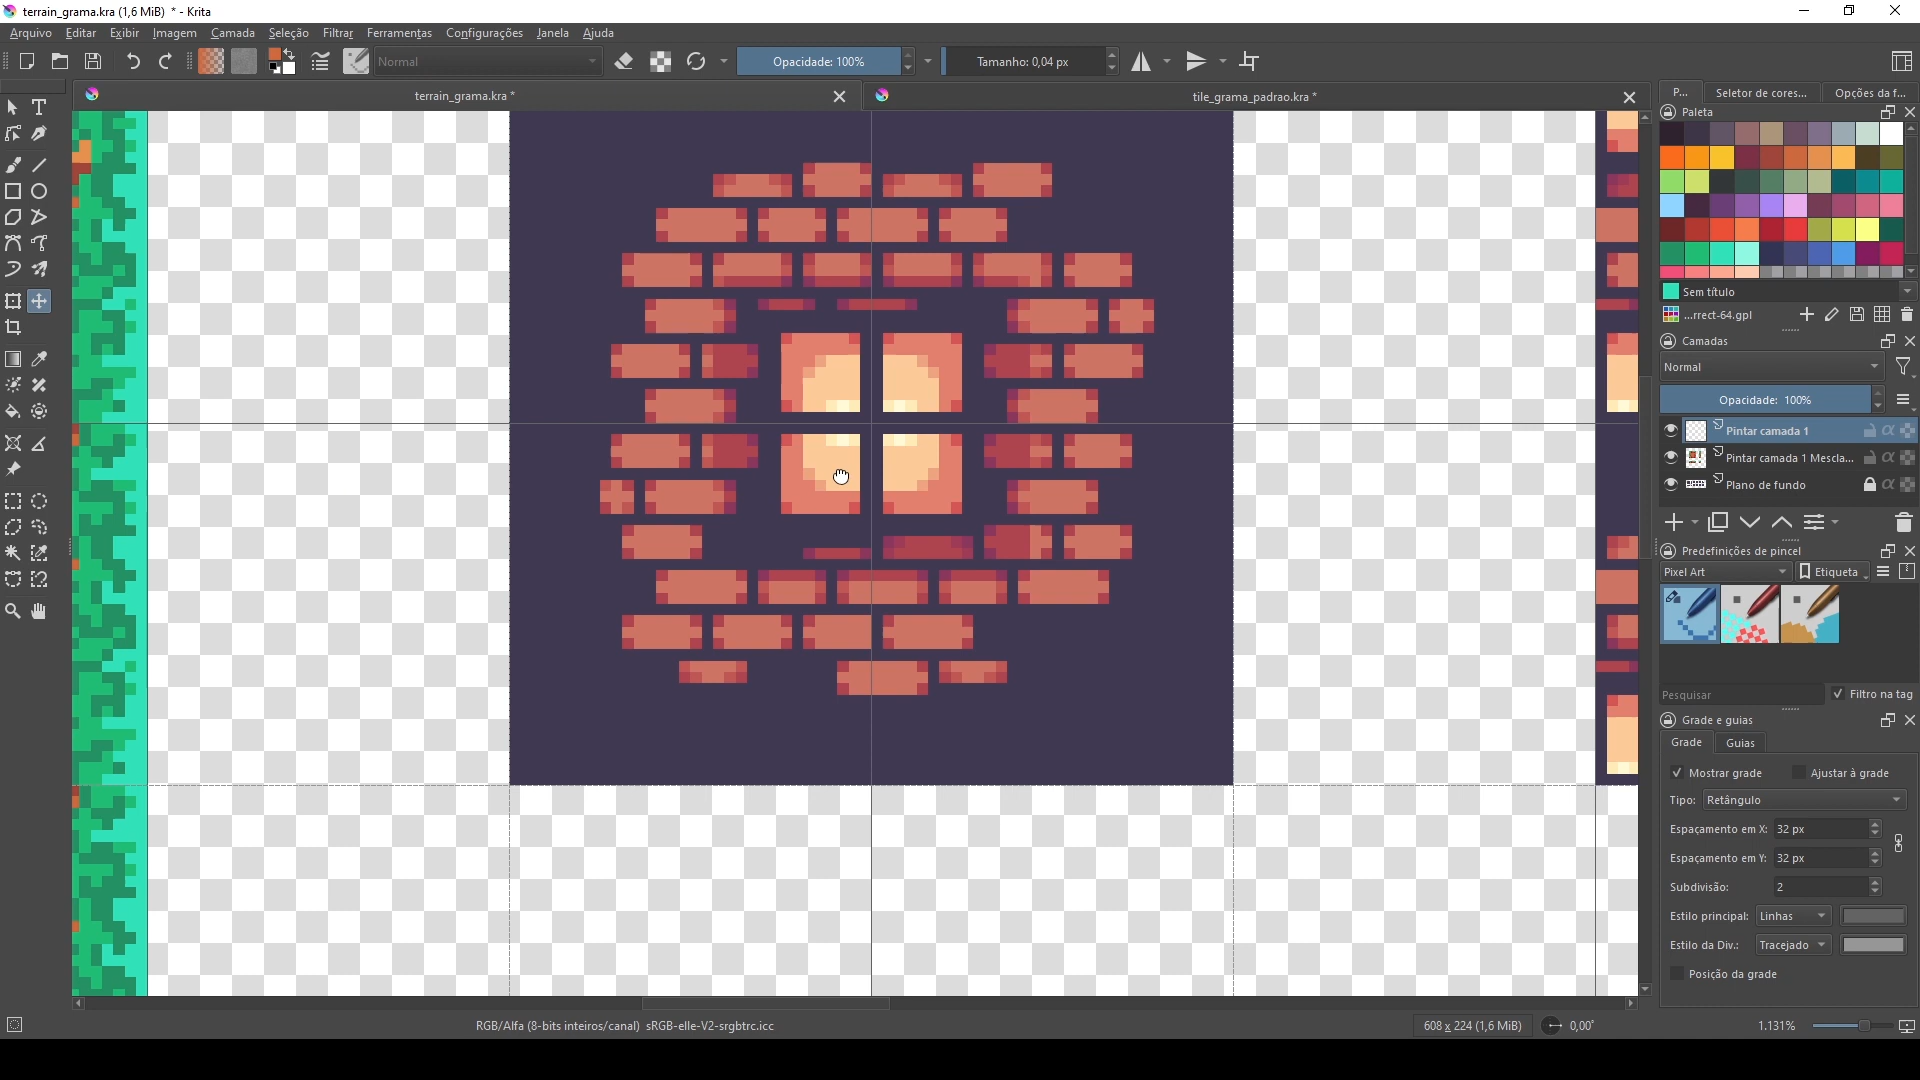 terrain_grama.kra (1,6 MiB) * - Krita
Arquivo Editar Exibir Imagem Camada Seleção Filtrar Ferramentas Configurações Janela Ajuda
Normal
Opacidade: 100%
Tamanho: 0,04 px
terrain_grama.kra *
tile_grama_padrao.kra *
P...
Seletor de cores...
Opções da f...
Paleta
Sem título
...rrect-64.gpl
Camadas
Normal
Opacidade: 100%
Pintar camada 1
Pintar camada 1 Mescla...
Plano de fundo
Predefinições de pincel
Pixel Art
Etiqueta
Pesquisar
Filtro na tag
Grade e guias
Grade
Guias
Mostrar grade
Ajustar à grade
Tipo: Retângulo
Espaçamento em X: 32 px
Espaçamento em Y: 32 px
Subdivisão: 2
Estilo principal: Linhas
Estilo da Div.: Tracejado
Posição da grade
RGB/Alfa (8-bits inteiros/canal) sRGB-elle-V2-srgbtrc.icc
608 x 224 (1,6 MiB)
0,00°
1.131%